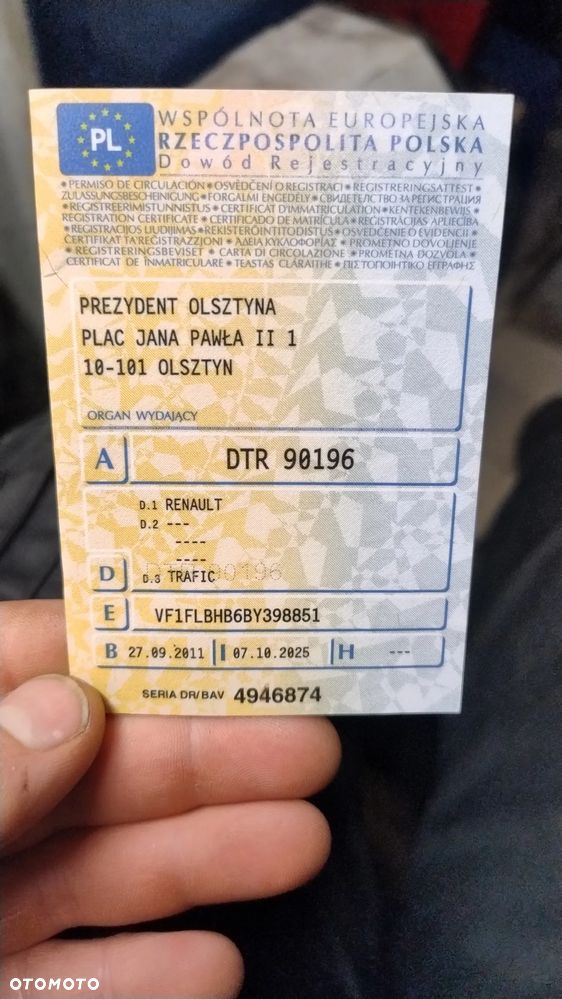 PL
WSPÓLNOTA EUROPEJSKA
RZECZPOSPOLITA POLSKA
Dowód Rejestracyjny
• PERMISO DE CIRCULACIÓN • OSVĚDČENÍ O REGISTRACI • REGISTRERINGSATTEST •
ZULASSUNGSBESCHEINIGUNG • FORGALMI ENGEDÉLY • СВИДЕТЕЛСТВО ЗА РЕГИСТРАЦИЯ
• REGISTREERIMISTUNNISTUS • CERTIFICAT D'IMMATRICULATION • KENTEKENBEWIJS •
REGISTRATION CERTIFICATE • CERTIFICADO DE MATRÍCULA • REĢISTRĀCIJAS APLIECĪBA
• REGISTRACIJOS LIUDIJIMAS • REKISTERÖINTITODISTUS • OSVEDČENIE O EVIDENCII •
ĊERTIFIKAT TA' REĠISTRAZZJONI • ΑΔΕΙΑ ΚΥΚΛΟΦΟΡΙΑΣ • PROMETNO DOVOLJENJE
• REGISTRERINGSBEVISET • CARTA DI CIRCOLAZIONE • PROMETNA DOZVOLA •
CERTIFICAT DE ÎNMATRICULARE • TEASTAS CLÁRAITHE • ΠΙΣΤΟΠΟΙΗΤΙΚΟ ΕΓΓΡΑΦΗΣ
PREZYDENT OLSZTYNA
PLAC JANA PAWŁA II 1
10-101 OLSZTYN
ORGAN WYDAJĄCY
A DTR 90196
D.1 RENAULT
D.2 ---
----
----
DTR 90196
D D.3 TRAFIC
E VF1FLBHB6BY398851
B 27.09.2011 I 07.10.2025 H ---
SERIA DR/BAV 4946874
OTOMOTO